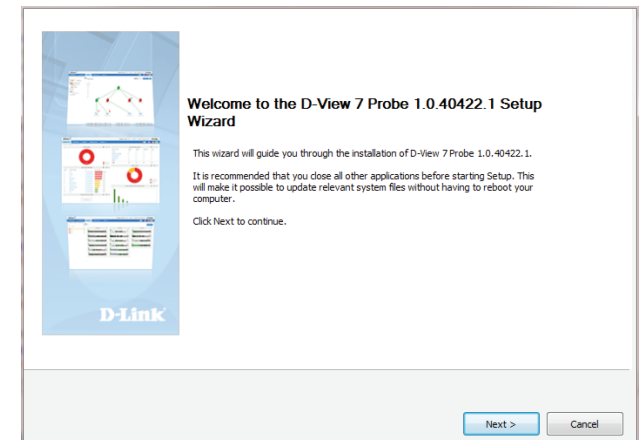 Welcome to the D-View 7 Probe 1.0.40422.1 Setup
Wizard
This wizard will guide you through the installation of D-View 7 Probe 1.0.40422.1.
It is recommended that you close all other applications before starting Setup. This
will make it possible to update relevant system files without having to reboot your
computer.
Click Next to continue.
D-Link
Next >
Cancel